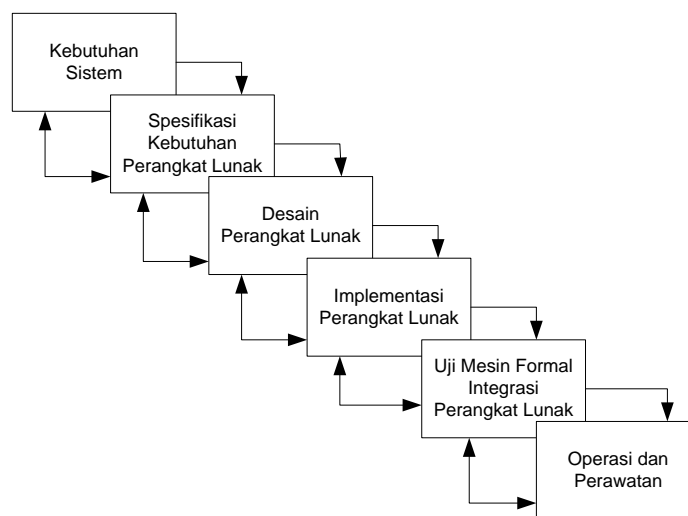 Kebutuhan
Sistem
Spesifikasi
Kebutuhan
Perangkat Lunak
Desain
Perangkat Lunak
Implementasi
Perangkat Lunak
Uji Mesin Formal
Integrasi
Perangkat Lunak
Operasi dan
Perawatan